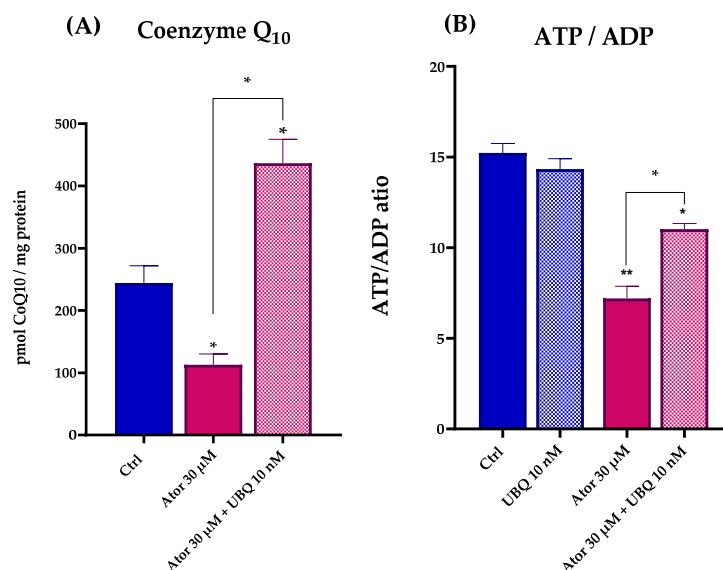 (A)
Coenzyme Q₁₀
*
*
*
500
400
300
200
100
0
pmol CoQ10 / mg protein
Ctrl
Ator 30 µM
Ator 30 µM + UBQ 10 nM
(B)
ATP / ADP
20
15
10
5
0
ATP/ADP atio
*
*
**
Ctrl
UBQ 10 nM
Ator 30 µM
Ator 30 µM + UBQ 10 nM